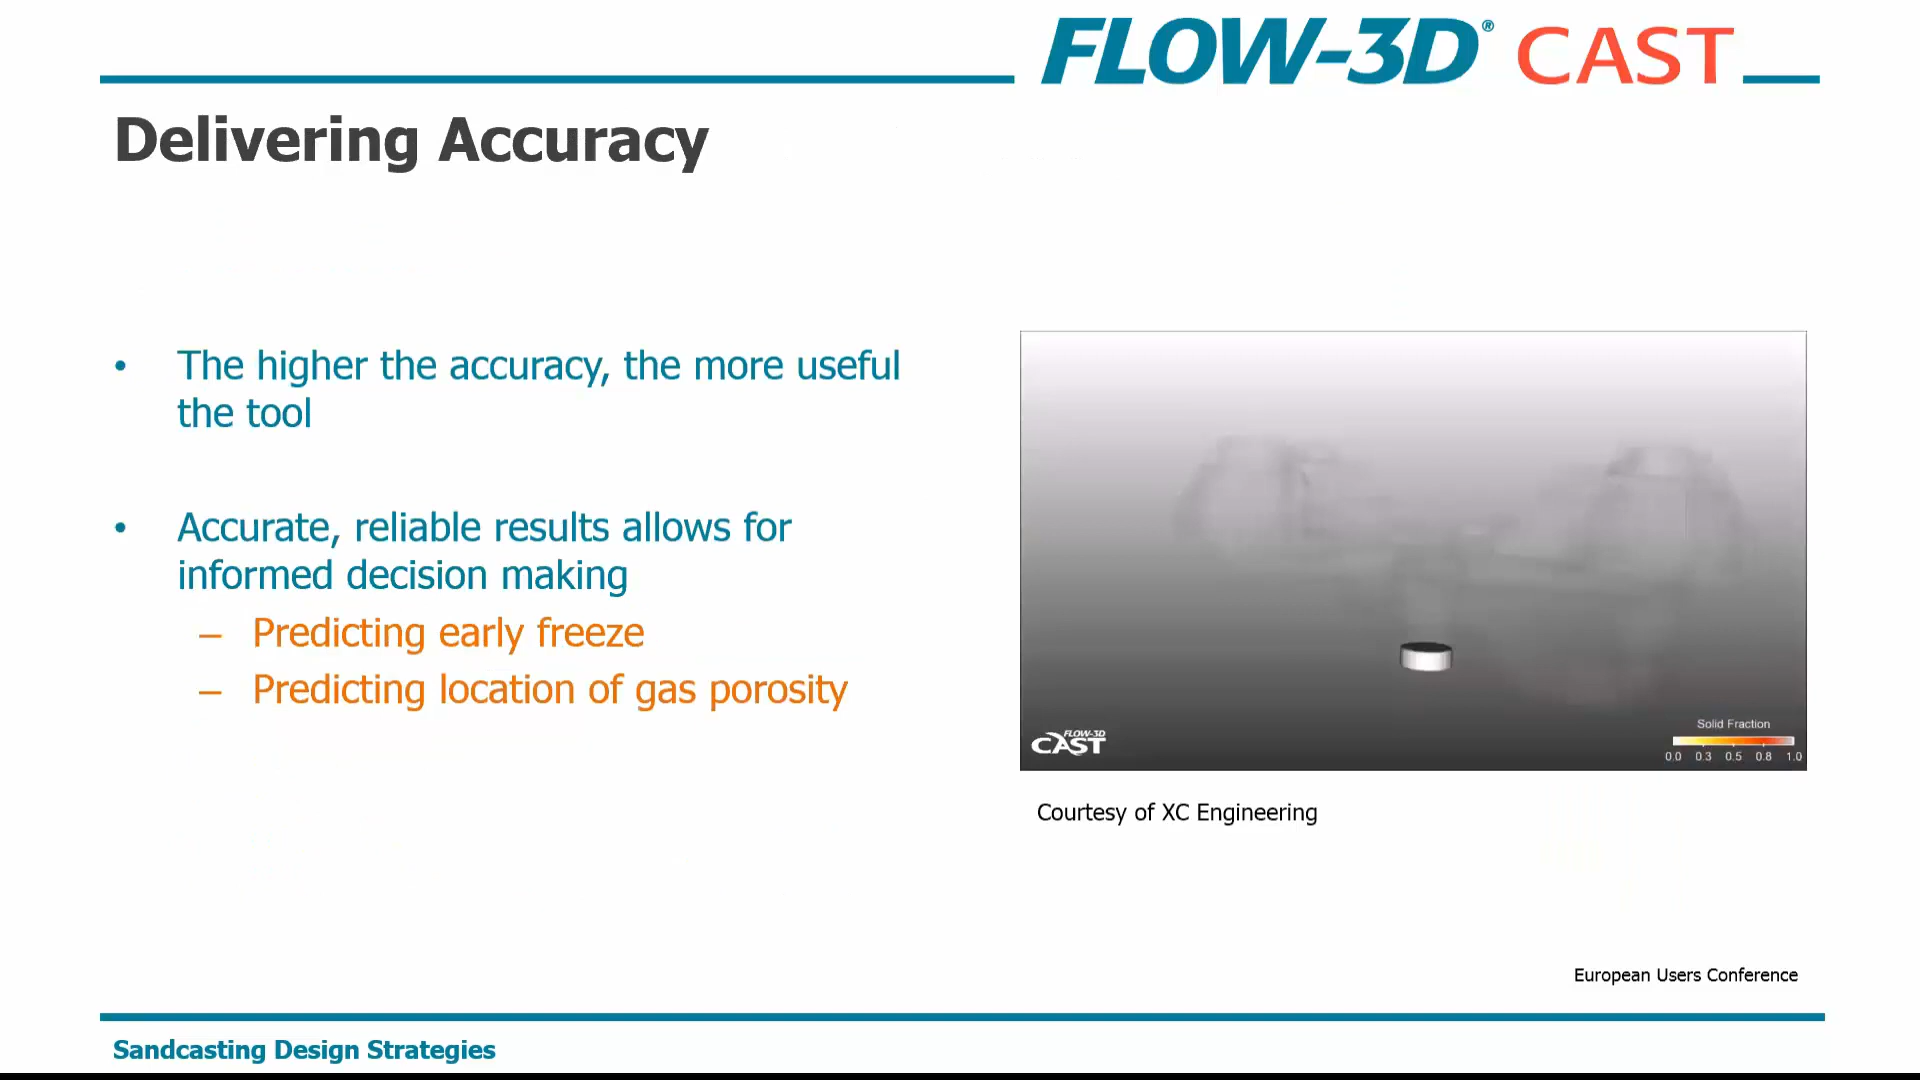 FLOW-3D® CAST
Delivering Accuracy
• The higher the accuracy, the more useful
the tool
• Accurate, reliable results allows for
informed decision making
– Predicting early freeze
– Predicting location of gas porosity
FLOW-3D
CAST
Solid Fraction
0.0 0.3 0.5 0.8 1.0
Courtesy of XC Engineering
European Users Conference
Sandcasting Design Strategies